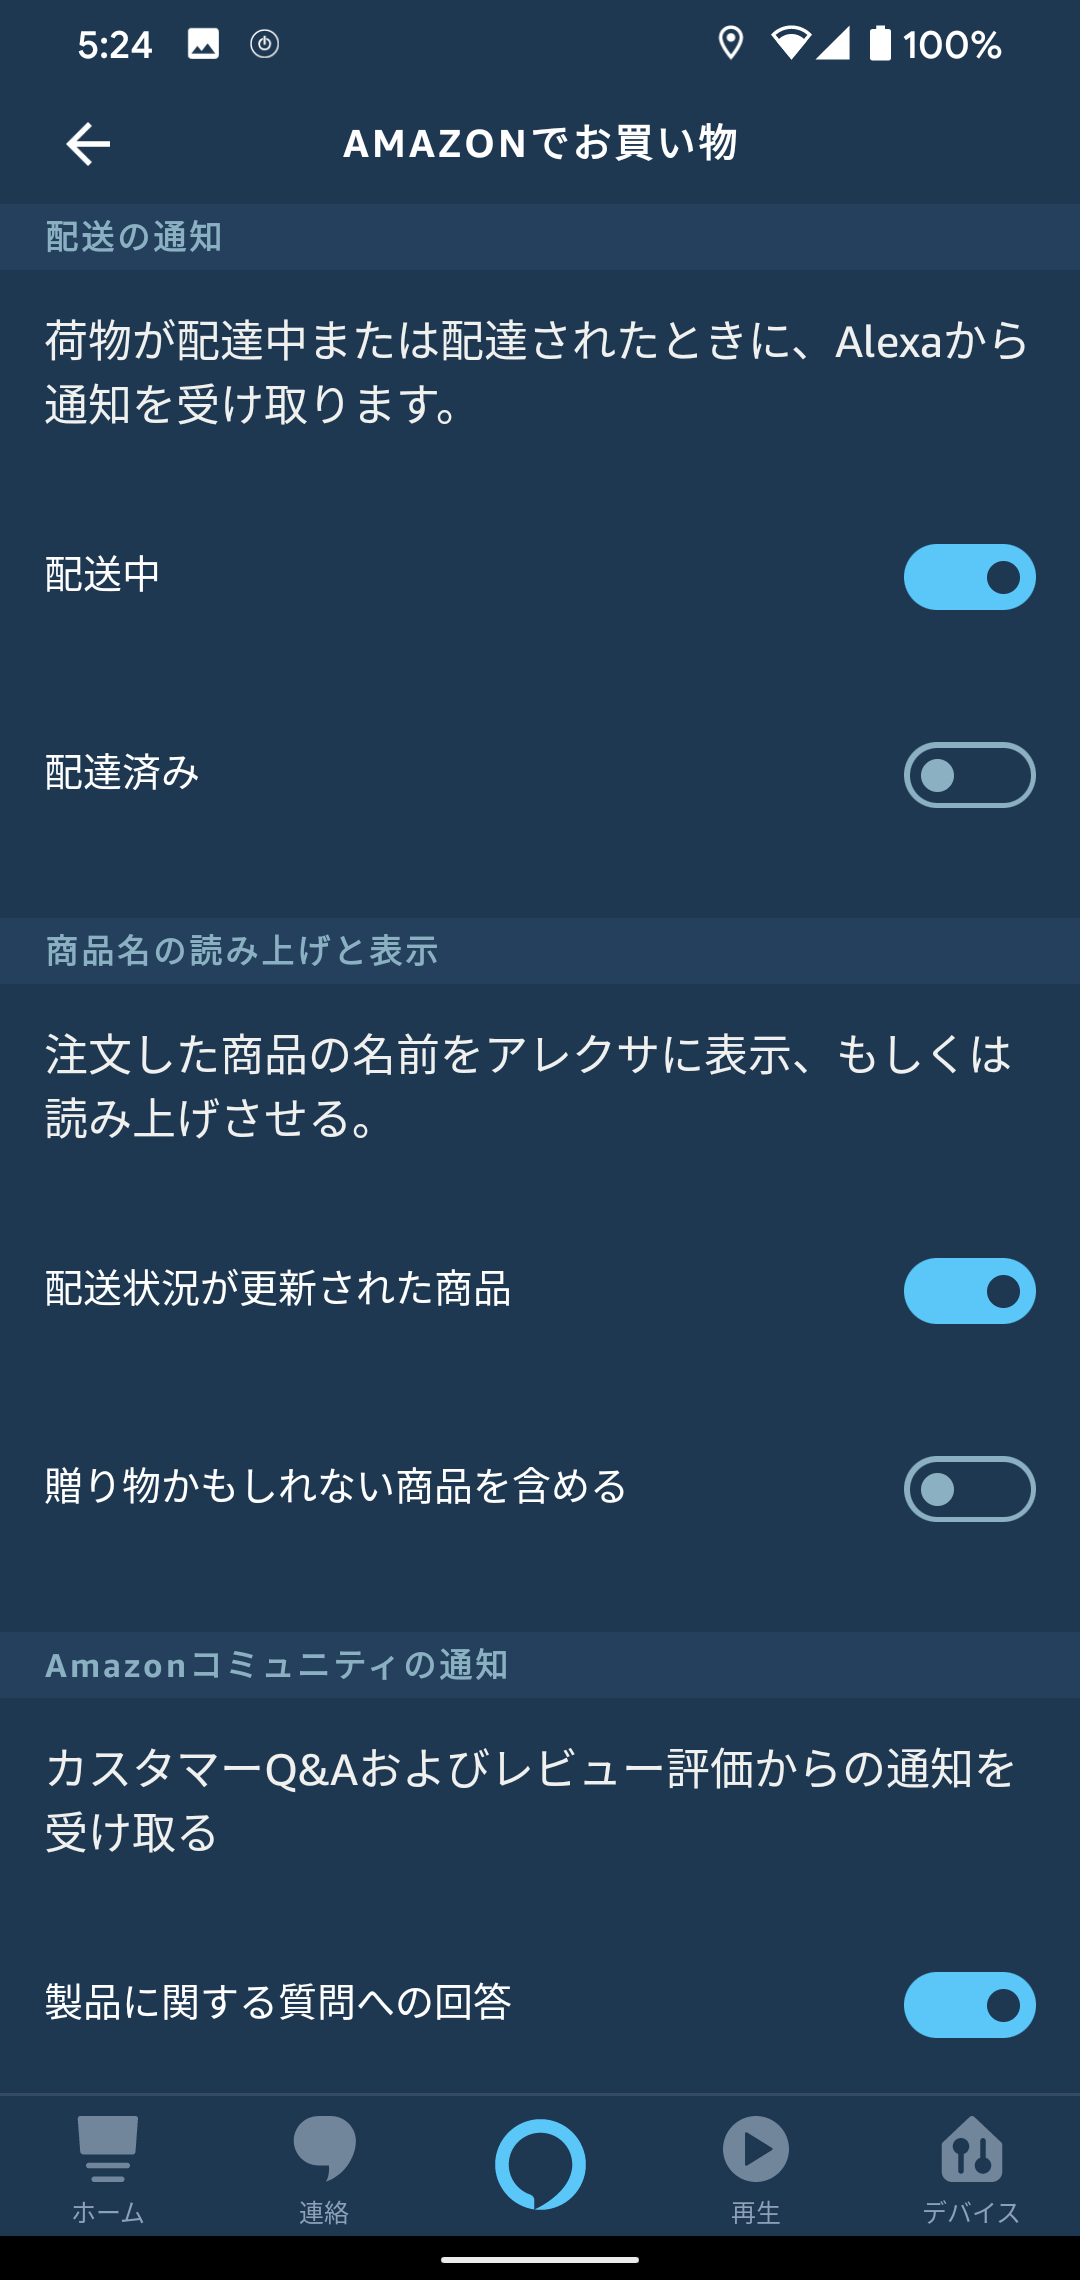 5:24
100%
AMAZONでお買い物
配送の通知
荷物が配達中または配達されたときに、Alexaから
通知を受け取ります。
配送中
配達済み
商品名の読み上げと表示
注文した商品の名前をアレクサに表示、もしくは
読み上げさせる。
配送状況が更新された商品
贈り物かもしれない商品を含める
Amazonコミュニティの通知
カスタマーQ&Aおよびレビュー評価からの通知を
受け取る
製品に関する質問への回答
ホーム
連絡
再生
デバイス